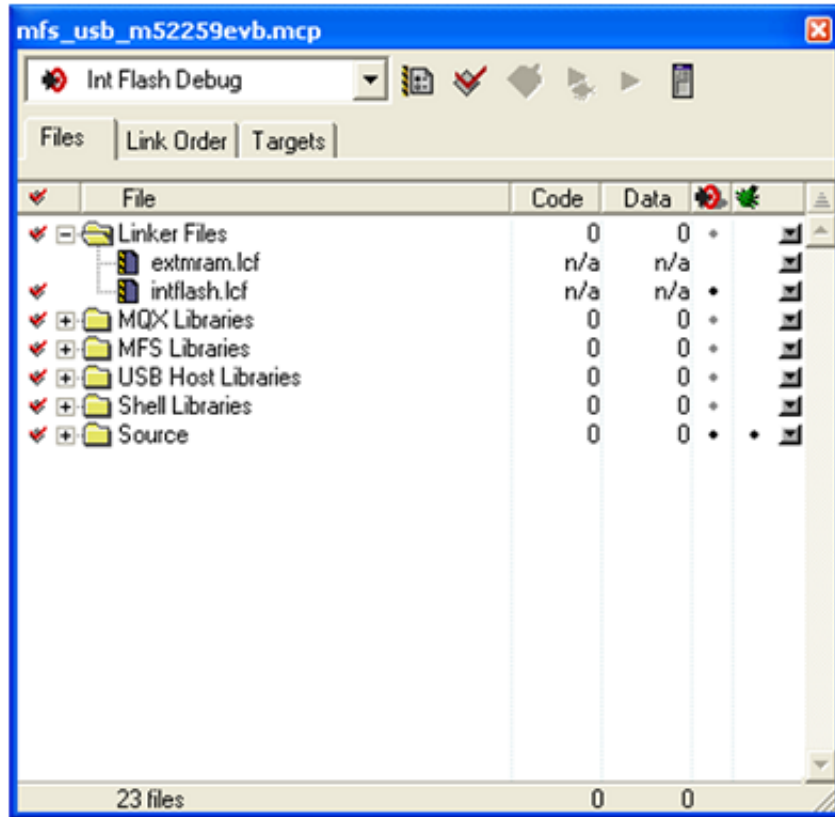 mfs_usb_m52259evb.mcp
Int Flash Debug
Files Link Order Targets
File Code Data
Linker Files 0 0
extmram.lcf n/a n/a
intflash.lcf n/a n/a
MQX Libraries 0 0
MFS Libraries 0 0
USB Host Libraries 0 0
Shell Libraries 0 0
Source 0 0
23 files 0 0